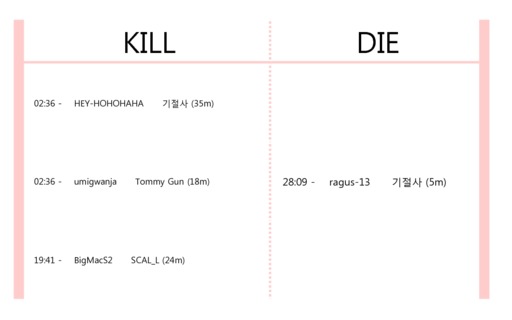 KILL
DIE
02:36 - HEY-HOHOHAHA 기절사 (35m)
02:36 - umigwanja Tommy Gun (18m)
19:41 - BigMacS2 SCAL_L (24m)
28:09 - ragus-13 기절사 (5m)